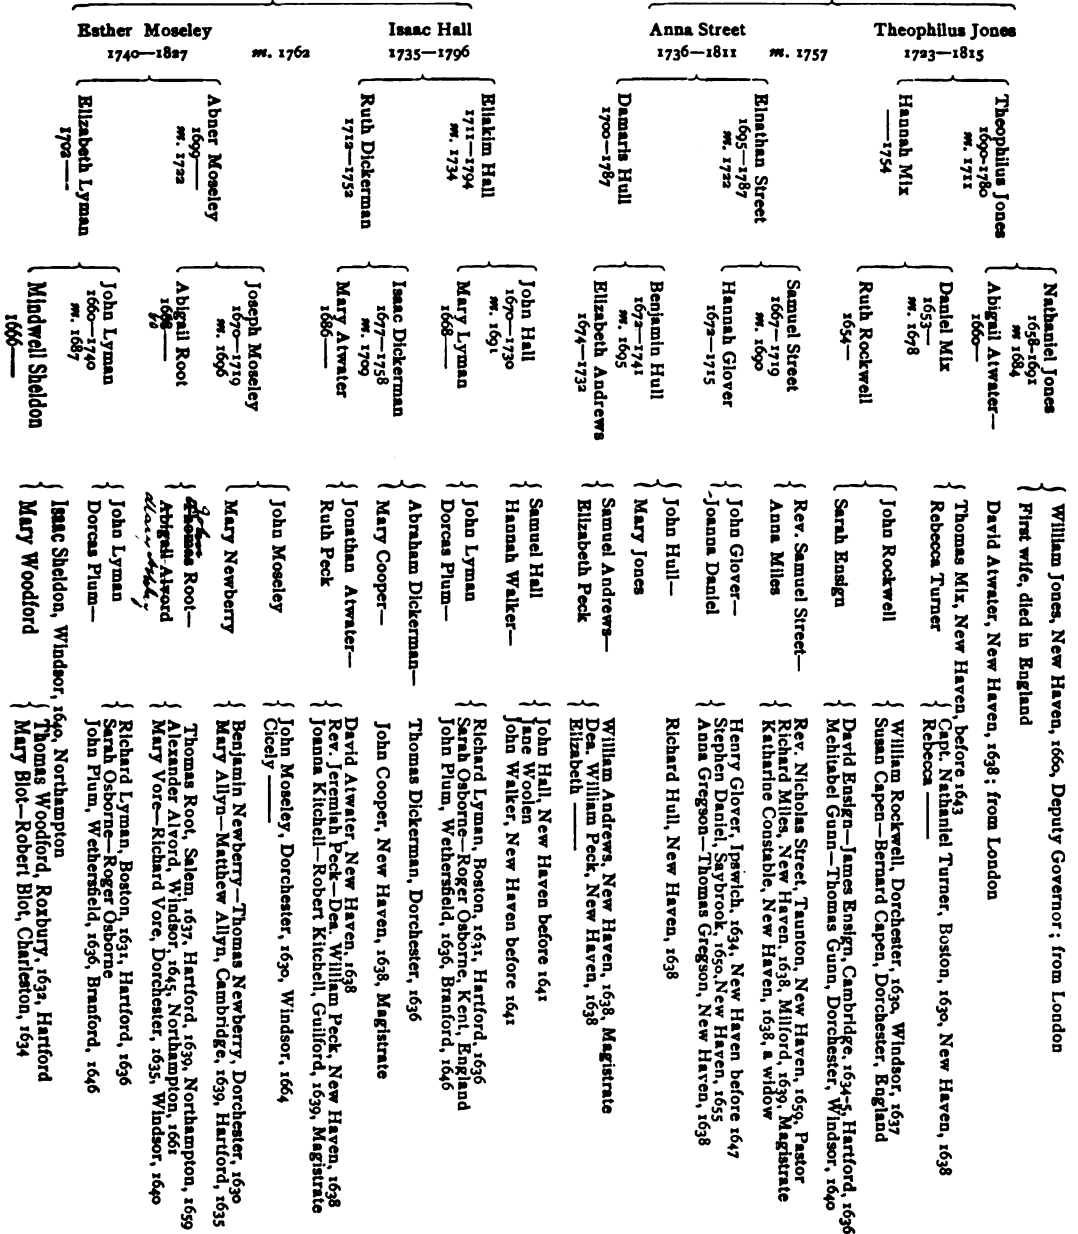 Esther Moseley
1740—1827
m. 1762
Isaac Hall
1735—1796
Anna Street
1736—1811
m. 1757
Theophilus Jones
1723—1815
Theophilus Jones
1690-1780
m. 1711
Hannah Mix
——1754
Elnathan Street
1695—1787
m. 1722
Damaris Hull
1700—1787
Eliakim Hall
1711—1794
m. 1734
Ruth Dickerman
1712—1752
Abner Moseley
1699——
m. 1722
Elizabeth Lyman
1702——
Nathaniel Jones
1658-1691
m 1684
Abigail Atwater—
1660—
Daniel Mix
1653—
m. 1678
Ruth Rockwell
1654—
Samuel Street
1667—1719
m. 1690
Hannah Glover
1672—1715
Benjamin Hull
1672—1741
m. 1695
Elizabeth Andrews
1674—1732
John Hall
1670—1730
m. 1691
Mary Lyman
1668——
Isaac Dickerman
1677—1758
m. 1709
Mary Atwater
1686——
Joseph Moseley
1670—1719
m. 1696
Abigail Root
1668——
60
John Lyman
1660—1740
m. 1687
Mindwell Sheldon
1666——
William Jones, New Haven, 1660, Deputy Governor; from London
First wife, died in England
David Atwater, New Haven, 1638; from London
Thomas Mix, New Haven, before 1643
Rebecca Turner
Capt. Nathaniel Turner, Boston, 1630, New Haven, 1638
Rebecca ——
John Rockwell
William Rockwell, Dorchester, 1630, Windsor, 1637
Susan Capen—Bernard Capen, Dorchester, England
Sarah Ensign
David Ensign—James Ensign, Cambridge, 1634-5, Hartford, 1636
Mehitabel Gunn—Thomas Gunn, Dorchester, Windsor, 1640
Rev. Samuel Street—
Anna Miles
Rev. Nicholas Street, Taunton, New Haven, 1659, Pastor
Richard Miles, New Haven, 1638, Milford, 1639, Magistrate
Katharine Constable, New Haven, 1638, a widow
John Glover—
-Joanna Daniel
Henry Glover, Ipswich, 1634, New Haven before 1647
Stephen Daniel, Saybrook, 1650, New Haven, 1655
Anna Gregson—Thomas Gregson, New Haven, 1638
John Hull—
Mary Jones
Richard Hull, New Haven, 1638
Samuel Andrews—
Elizabeth Peck
William Andrews, New Haven, 1638, Magistrate
Dea. William Peck, New Haven, 1638
Elizabeth ——
Samuel Hall
Hannah Walker—
John Hall, New Haven before 1641
Jane Woolen
John Walker, New Haven before 1641
John Lyman
Dorcas Plum—
Richard Lyman, Boston, 1631, Hartford, 1636
Sarah Osborne—Roger Osborne, Kent, England
John Plum, Wethersfield, 1636, Branford, 1646
Abraham Dickerman—
Mary Cooper—
Thomas Dickerman, Dorchester, 1636
John Cooper, New Haven, 1638, Magistrate
Jonathan Atwater—
Ruth Peck
David Atwater, New Haven 1638
Rev. Jeremiah Peck—Dea. William Peck, New Haven, 1638
Joanna Kitchell—Robert Kitchell, Guilford, 1639, Magistrate
John Moseley
Mary Newberry
John Moseley, Dorchester, 1630, Windsor, 1664
Cicely ——
Benjamin Newberry—Thomas Newberry, Dorchester, 1630
Mary Allyn—Matthew Allyn, Cambridge, 1639, Hartford, 1635
John
Thomas Root—
Abigail Alvord
Mary
Thomas Root, Salem, 1637, Hartford, 1639, Northampton, 1659
Alexander Alvord, Windsor, 1645, Northampton, 1661
Mary Vore—Richard Vore, Dorchester, 1635, Windsor, 1640
John Lyman
Dorcas Plum—
Richard Lyman, Boston, 1631, Hartford, 1636
Sarah Osborne—Roger Osborne
John Plum, Wethersfield, 1636, Branford, 1646
Isaac Sheldon, Windsor, 1640, Northampton
Mary Woodford
Thomas Woodford, Roxbury, 1632, Hartford
Mary Blot—Robert Blot, Charleston, 1634